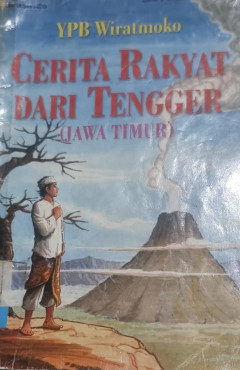 YPB Wiratmoko
CERITA RAKYAT
DARI TENGGER
(JAWA TIMUR)